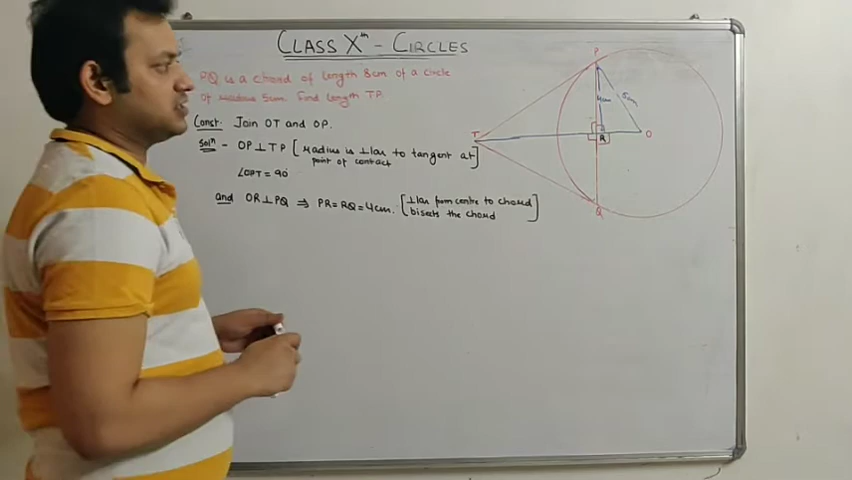 CLASS Xth - CIRCLES
PQ is a chord of length 8cm of a circle
of radius 5cm. Find length TP.
Const. Join OT and OP.
Soln - OP⊥TP [radius is ⊥lar to tangent at
point of contact]
∠OPT = 90°
and OR⊥PQ ⇒ PR=RQ=4cm. [⊥lar from centre to chord
bisects the chord]
P
4cm
5cm
T
R
O
Q